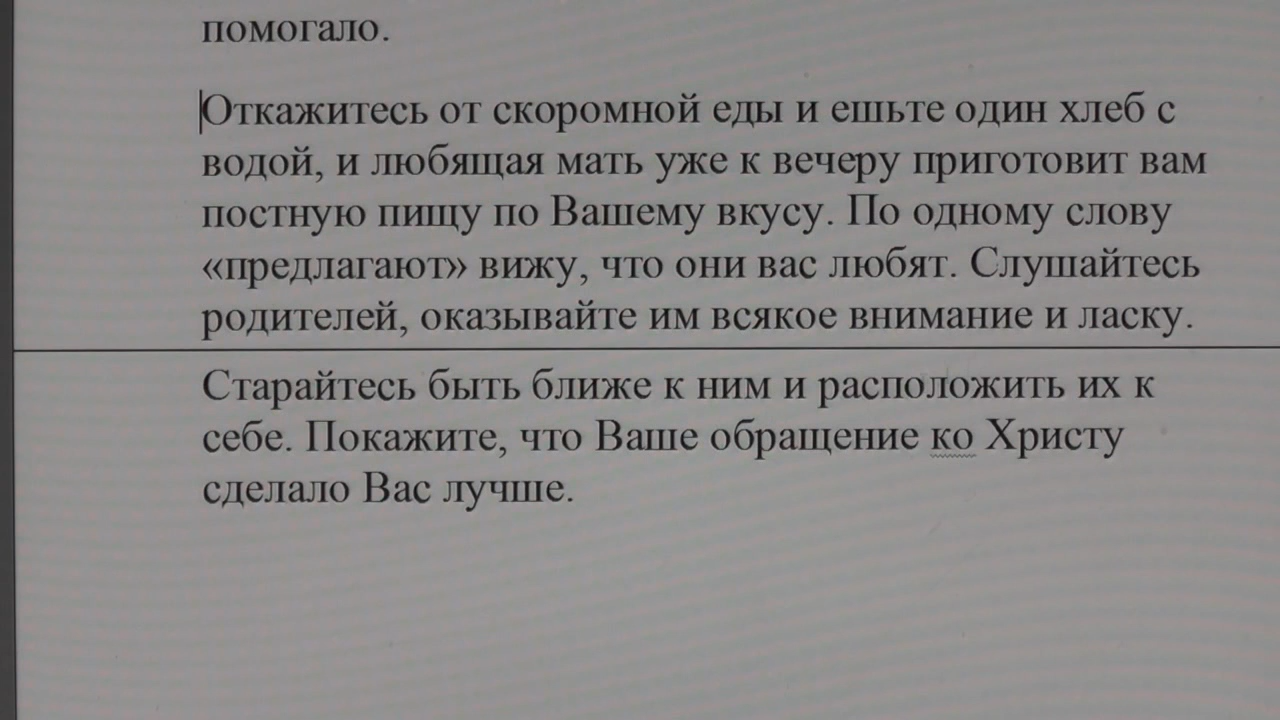 помогало.
Откажитесь от скоромной еды и ешьте один хлеб с
водой, и любящая мать уже к вечеру приготовит вам
постную пищу по Вашему вкусу. По одному слову
«предлагают» вижу, что они вас любят. Слушайтесь
родителей, оказывайте им всякое внимание и ласку.
Старайтесь быть ближе к ним и расположить их к
себе. Покажите, что Ваше обращение ко Христу
сделало Вас лучше.